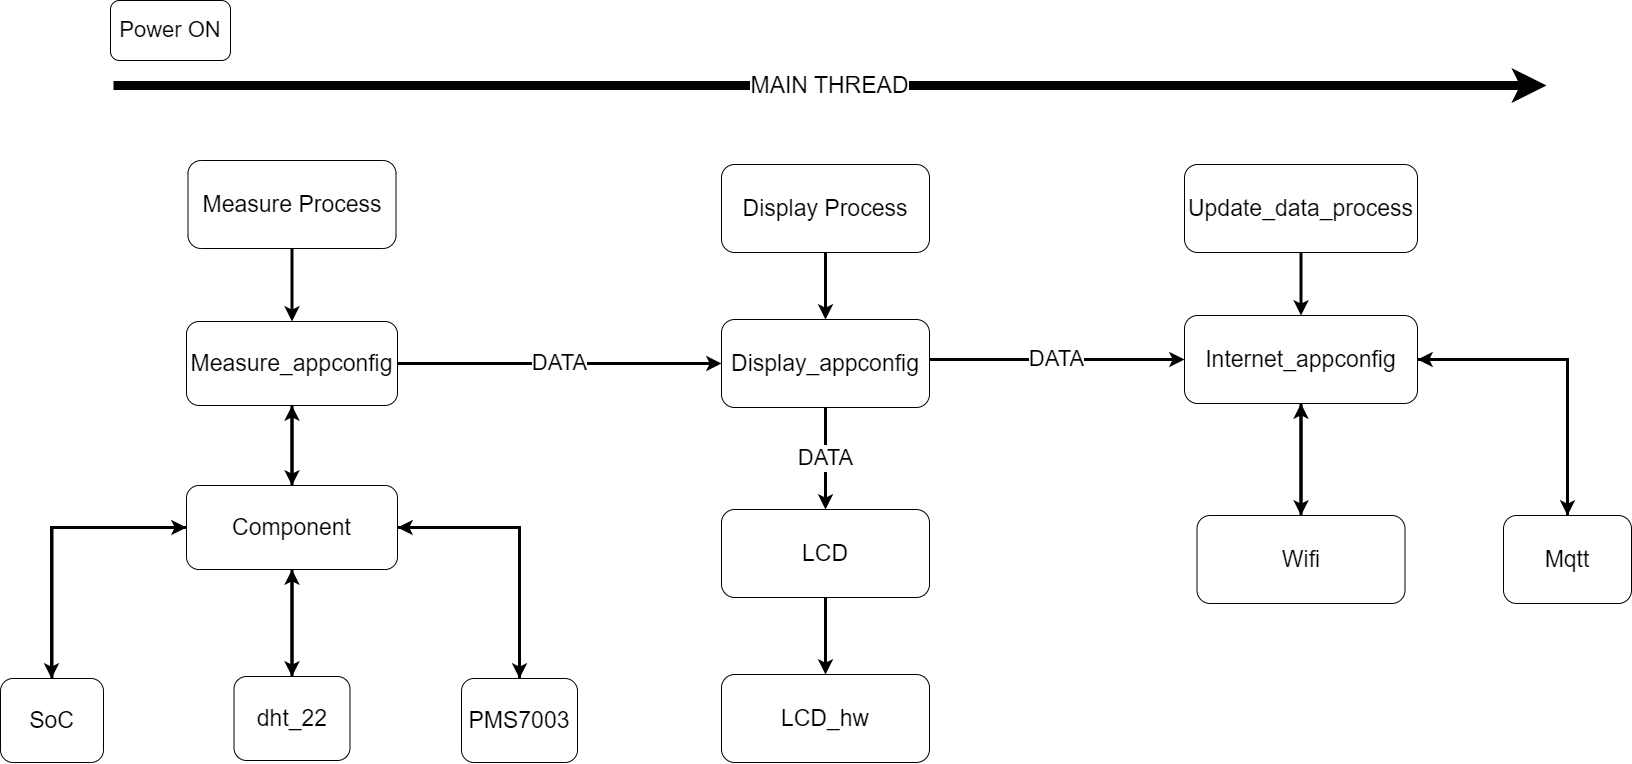 Power ON
MAIN THREAD
Measure Process
Display Process
Update_data_process
Measure_appconfig
DATA
Display_appconfig
DATA
Internet_appconfig
DATA
Component
LCD
Wifi
Mqtt
SoC
dht_22
PMS7003
LCD_hw